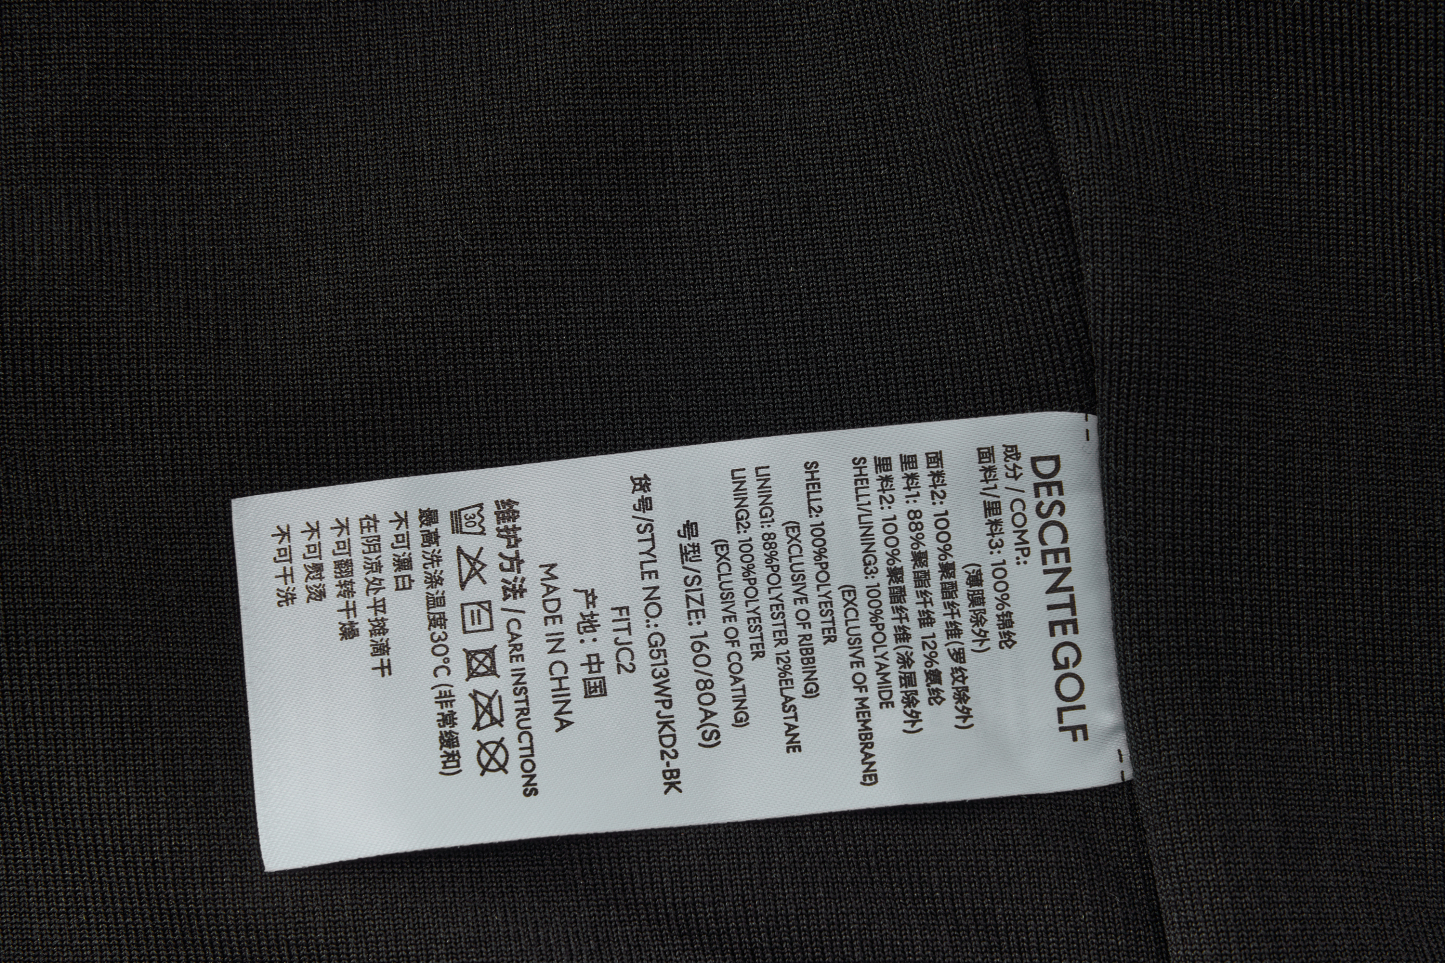 DESCENTE GOLF
成分 / COMP.:
面料1/里料3: 100%锦纶
(薄膜除外)
面料2: 100%聚酯纤维(罗纹除外)
里料1: 88%聚酯纤维 12%氨纶
里料2: 100%聚酯纤维(涂层除外)
SHELL1/LINING3: 100%POLYAMIDE
(EXCLUSIVE OF MEMBRANE)
SHELL2: 100%POLYESTER
(EXCLUSIVE OF RIBBING)
LINING1: 88%POLYESTER 12%ELASTANE
LINING2: 100%POLYESTER
(EXCLUSIVE OF COATING)
号型/SIZE: 160/80A(S)
货号/STYLE NO.: G513WPJKD2-BK
FITJC2
产地: 中国
MADE IN CHINA
维护方法 / CARE INSTRUCTIONS
30
最高洗涤温度30℃ (非常缓和)
不可漂白
在阴凉处平摊滴干
不可翻转干燥
不可熨烫
不可干洗